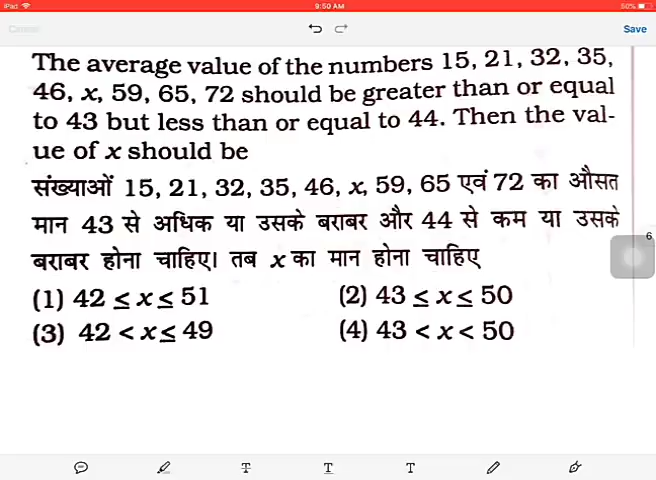 iPad 9:50 AM 50%
Cancel Save
The average value of the numbers 15, 21, 32, 35,
46, x, 59, 65, 72 should be greater than or equal
to 43 but less than or equal to 44. Then the val-
ue of x should be
संख्याओं 15, 21, 32, 35, 46, x, 59, 65 एवं 72 का औसत
मान 43 से अधिक या उसके बराबर और 44 से कम या उसके
बराबर होना चाहिए। तब x का मान होना चाहिए
(1) 42 ≤ x ≤ 51 (2) 43 ≤ x ≤ 50
(3) 42 < x ≤ 49 (4) 43 < x < 50
6
T T T